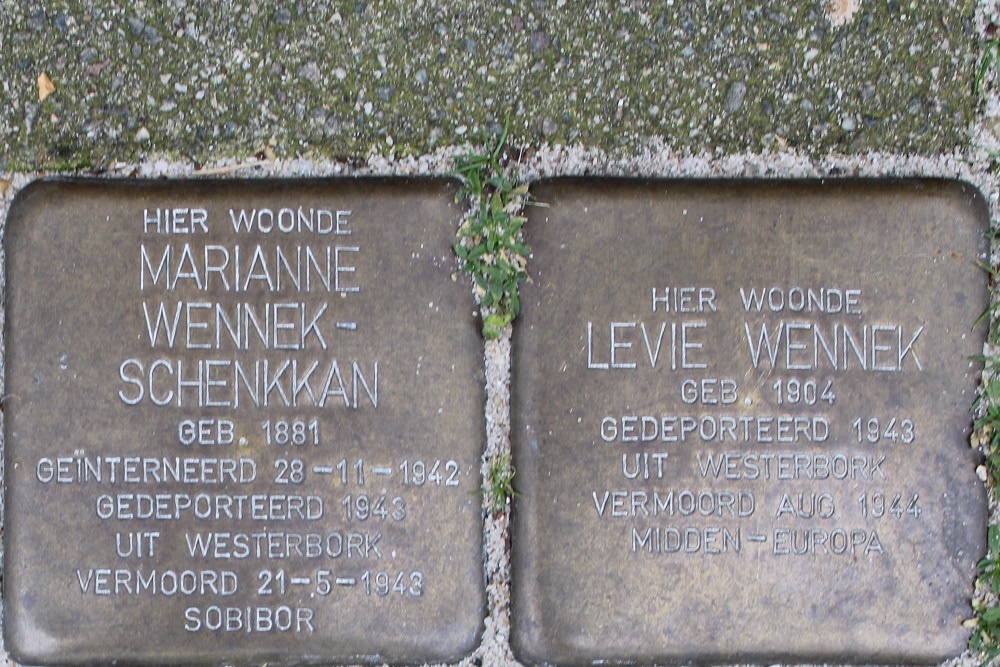 HIER WOONDE
MARIANNE
WENNEK-
SCHENKKAN
GEB. 1881
GEÏNTERNEERD 28-11-1942
GEDEPORTEERD 1943
UIT WESTERBORK
VERMOORD 21-5-1943
SOBIBOR
HIER WOONDE
LEVIE WENNEK
GEB. 1904
GEDEPORTEERD 1943
UIT WESTERBORK
VERMOORD AUG 1944
MIDDEN-EUROPA